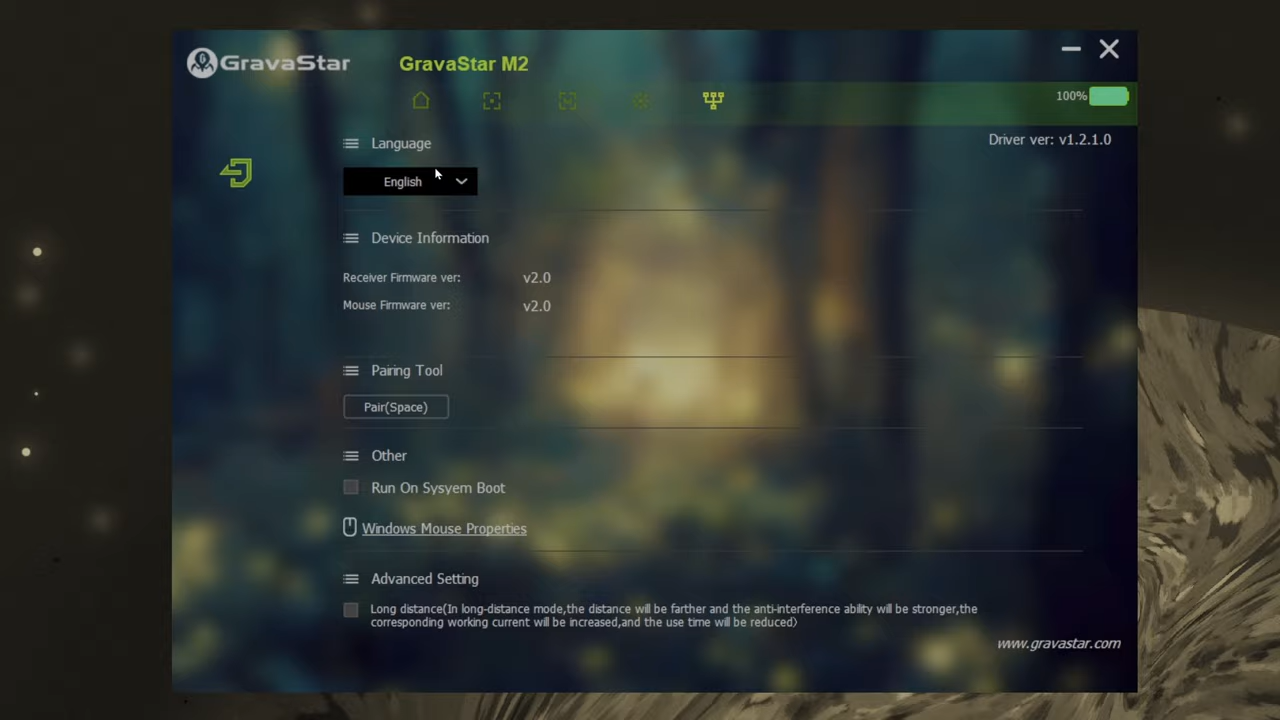 GravaStar
GravaStar M2
100%
Driver ver: v1.2.1.0
Language
English
Device Information
Receiver Firmware ver: v2.0
Mouse Firmware ver: v2.0
Pairing Tool
Pair(Space)
Other
Run On Sysyem Boot
Windows Mouse Properties
Advanced Setting
Long distance(In long-distance mode,the distance will be farther and the anti-interference ability will be stronger,the
corresponding working current will be increased,and the use time will be reduced)
www.gravastar.com